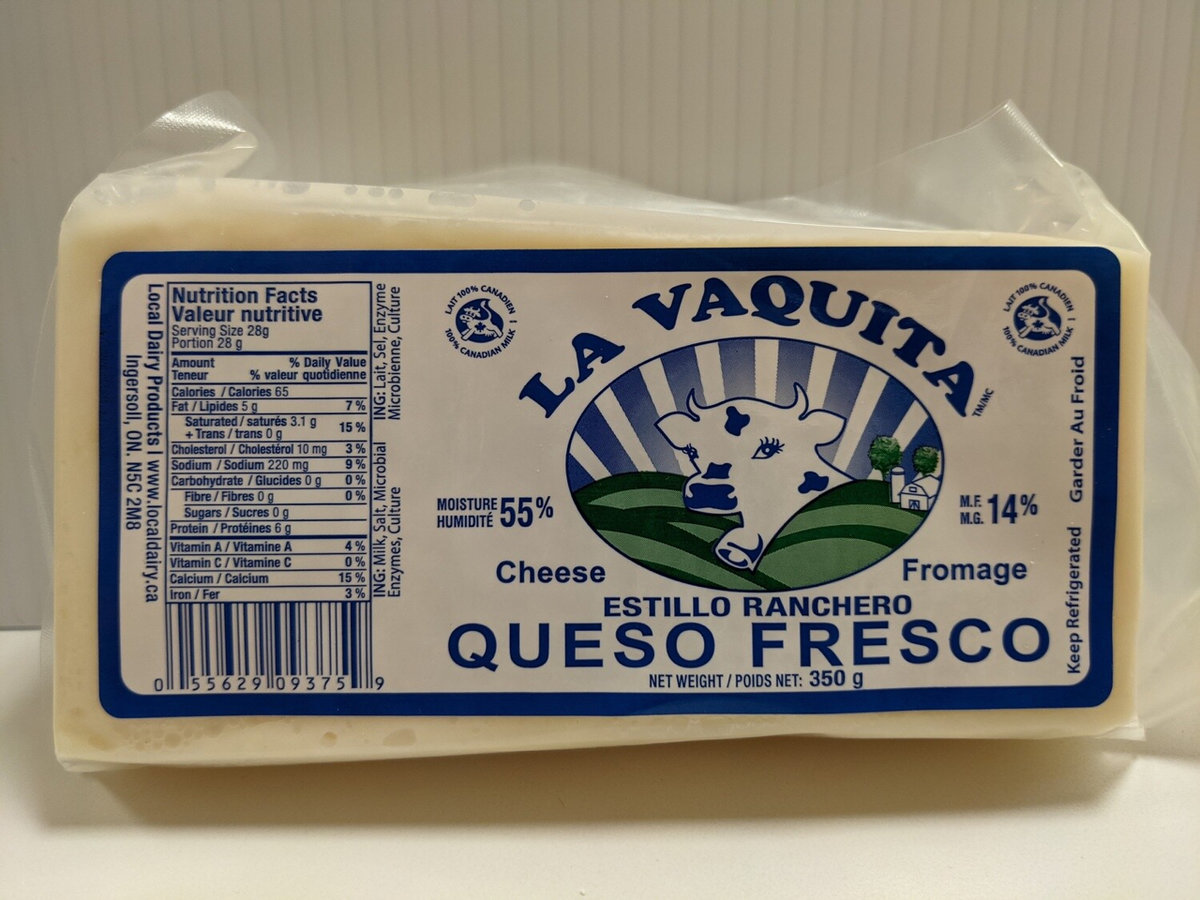 Local Dairy Products | www.localdairy.ca
Ingersoll, ON. N5C 2M8
Nutrition Facts
Valeur nutritive
Serving Size 28g
Portion 28 g
Amount % Daily Value
Teneur % valeur quotidienne
Calories / Calories 65
Fat / Lipides 5 g 7 %
Saturated / saturés 3.1 g
+ Trans / trans 0 g 15 %
Cholesterol / Cholestérol 10 mg 3 %
Sodium / Sodium 220 mg 9 %
Carbohydrate / Glucides 0 g 0 %
Fibre / Fibres 0 g 0 %
Sugars / Sucres 0 g
Protein / Protéines 6 g
Vitamin A / Vitamine A 4 %
Vitamin C / Vitamine C 0 %
Calcium / Calcium 15 %
Iron / Fer 3 %
0 55629 09375 9
ING: Lait, Sel, Enzyme
Microbienne, Culture
ING: Milk, Salt, Microbial
Enzymes, Culture
LAIT 100% CANADIEN
100% CANADIAN MILK
LA VAQUITA TM/MC
LAIT 100% CANADIEN
100% CANADIAN MILK
MOISTURE
HUMIDITÉ 55%
M.F.
M.G. 14%
Cheese
Fromage
ESTILLO RANCHERO
QUESO FRESCO
NET WEIGHT / POIDS NET: 350 g
Keep Refrigerated Garder Au Froid